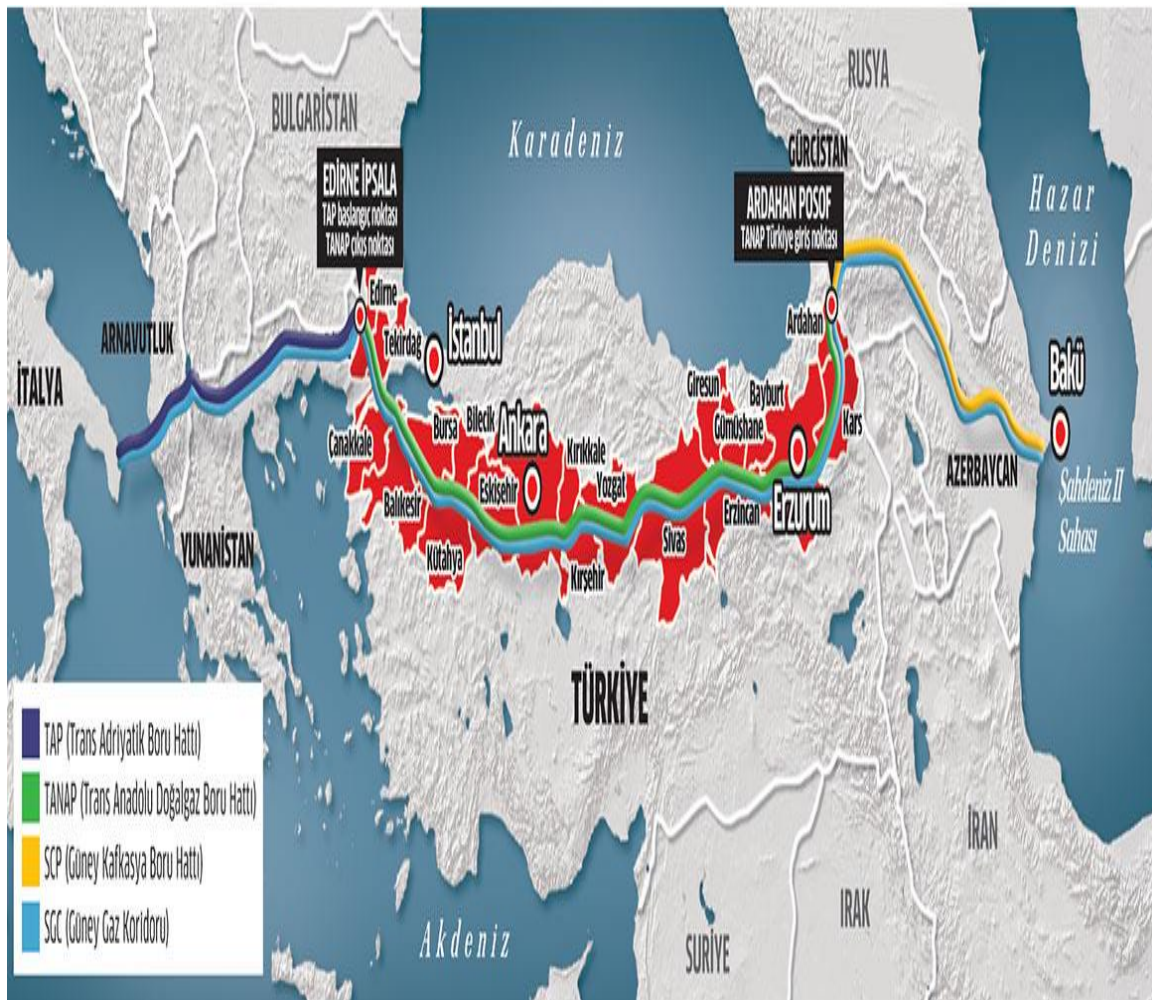 RUSYA
BULGARİSTAN
Karadeniz
GÜRCİSTAN
EDİRNE İPSALA
TAP başlangıç noktası
TANAP çıkış noktası
ARDAHAN POSOF
TANAP Türkiye giriş noktası
Hazar
Denizi
Edirne
Tekirdağ
İstanbul
Ardahan
ARNAVUTLUK
İTALYA
Bakü
Giresun
Bayburt
Gümüşhane
Kars
Çanakkale
Bursa
Bilecik
Ankara
Kırıkkale
Eskişehir
Yozgat
AZERBAYCAN
Şahdeniz II
Sahası
Balıkesir
Sivas
Erzincan
Erzurum
YUNANİSTAN
Kütahya
Kırşehir
TÜRKİYE
TAP (Trans Adriyatik Boru Hattı)
TANAP (Trans Anadolu Doğalgaz Boru Hattı)
SCP (Güney Kafkasya Boru Hattı)
SGC (Güney Gaz Koridoru)
İRAN
IRAK
SURİYE
Akdeniz